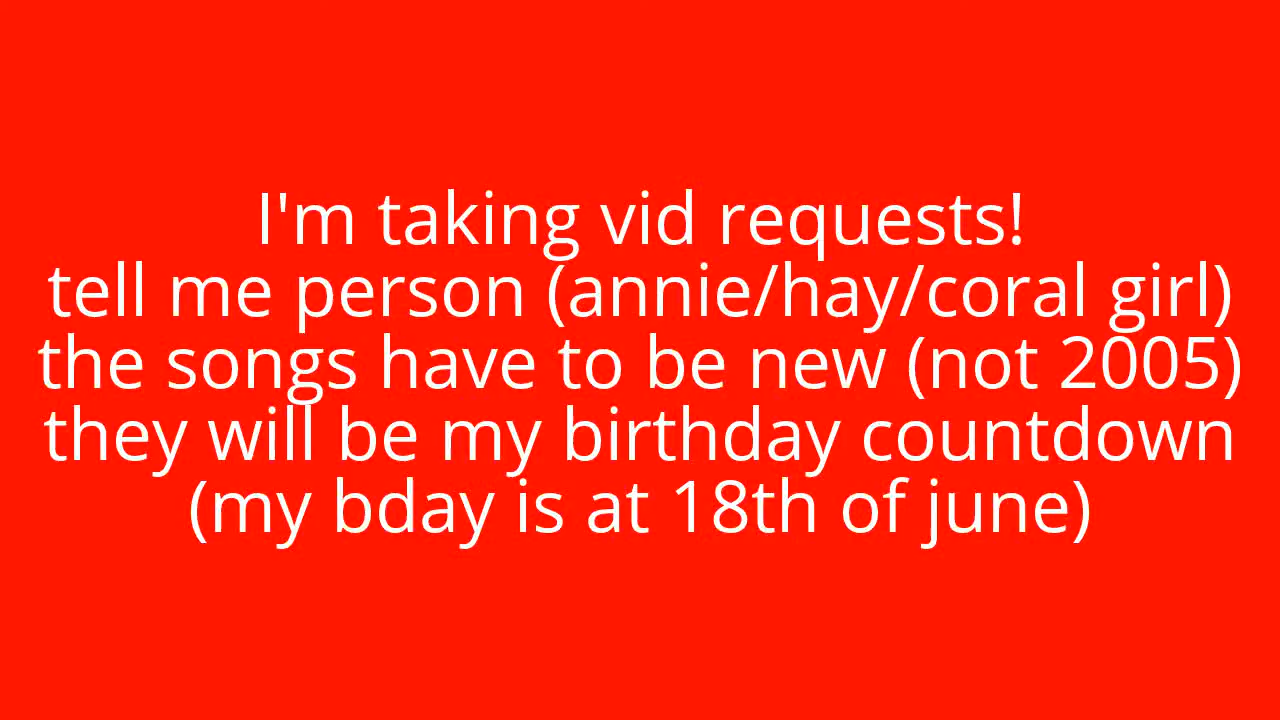 I'm taking vid requests!
tell me person (annie/hay/coral girl)
the songs have to be new (not 2005)
they will be my birthday countdown
(my bday is at 18th of june)